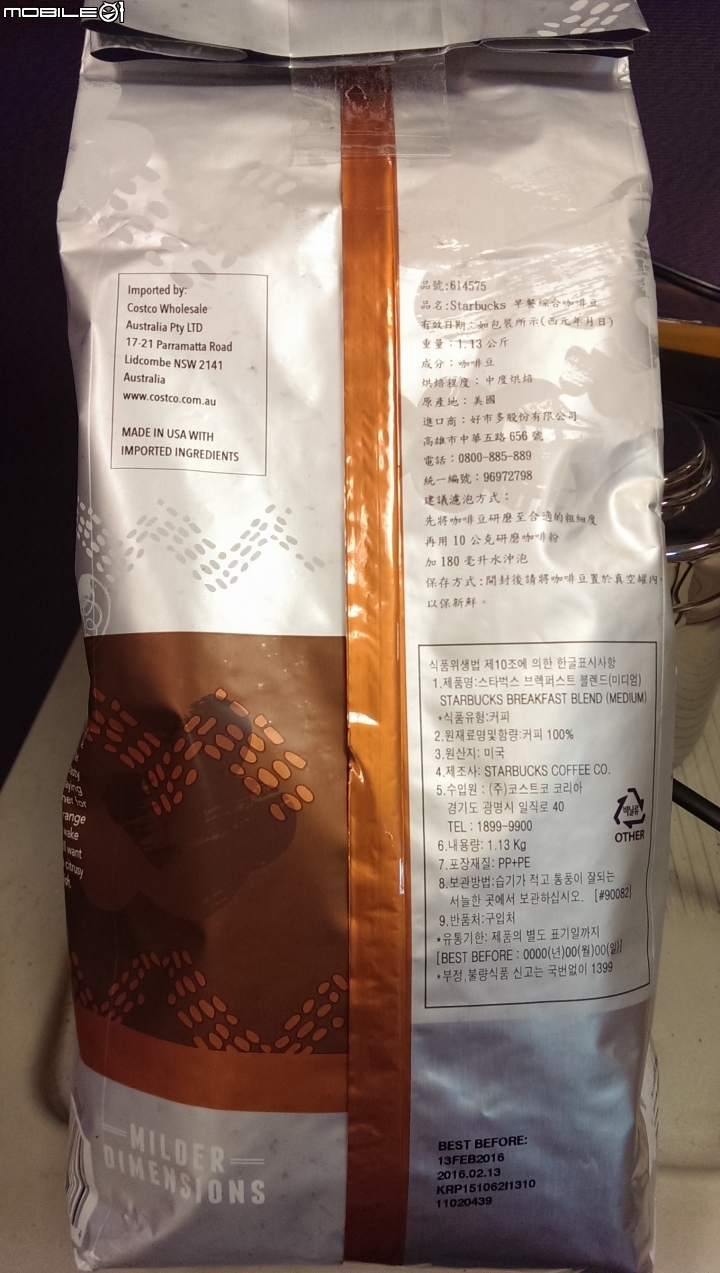 MOBILE01
Imported by:
Costco Wholesale
Australia Pty LTD
17-21 Parramatta Road
Lidcombe NSW 2141
Australia
www.costco.com.au
MADE IN USA WITH
IMPORTED INGREDIENTS
品號:614575
品名:Starbucks 早餐綜合咖啡豆
有效日期:如包裝所示(西元年月日)
重量:1.13 公斤
成分:咖啡豆
烘焙程度:中度烘焙
原產地:美國
進口商:好市多股份有限公司
高雄市中華五路 656 號
電話:0800-885-889
統一編號:96972798
建議濾泡方式:
先將咖啡豆研磨至合適的粗細度
再用 10 公克研磨咖啡粉
加 180 毫升水沖泡
保存方式:開封後請將咖啡豆置於真空罐內,
以保新鮮。
식품위생법 제10조에 의한 한글표시사항
1.제품명:스타벅스 브렉퍼스트 블렌드(미디엄)
STARBUCKS BREAKFAST BLEND (MEDIUM)
*식품유형:커피
2.원재료명및함량:커피 100%
3.원산지: 미국
4.제조사: STARBUCKS COFFEE CO.
5.수입원 : (주)코스트코 코리아
경기도 광명시 일직로 40
TEL : 1899-9900
6.내용량: 1.13 Kg
7.포장재질: PP+PE
8.보관방법:습기가 적고 통풍이 잘되는
서늘한 곳에서 보관하십시오. [#90082]
9.반품처:구입처
*유통기한: 제품의 별도 표기일까지
[BEST BEFORE : 0000(년)00(월)00(일)]
*부정,불량식품 신고는 국번없이 1399
OTHER
range
wake
want
citrusy
MILDER
DIMENSIONS
BEST BEFORE:
13FEB2016
2016.02.13
KRP151062I1310
11020439